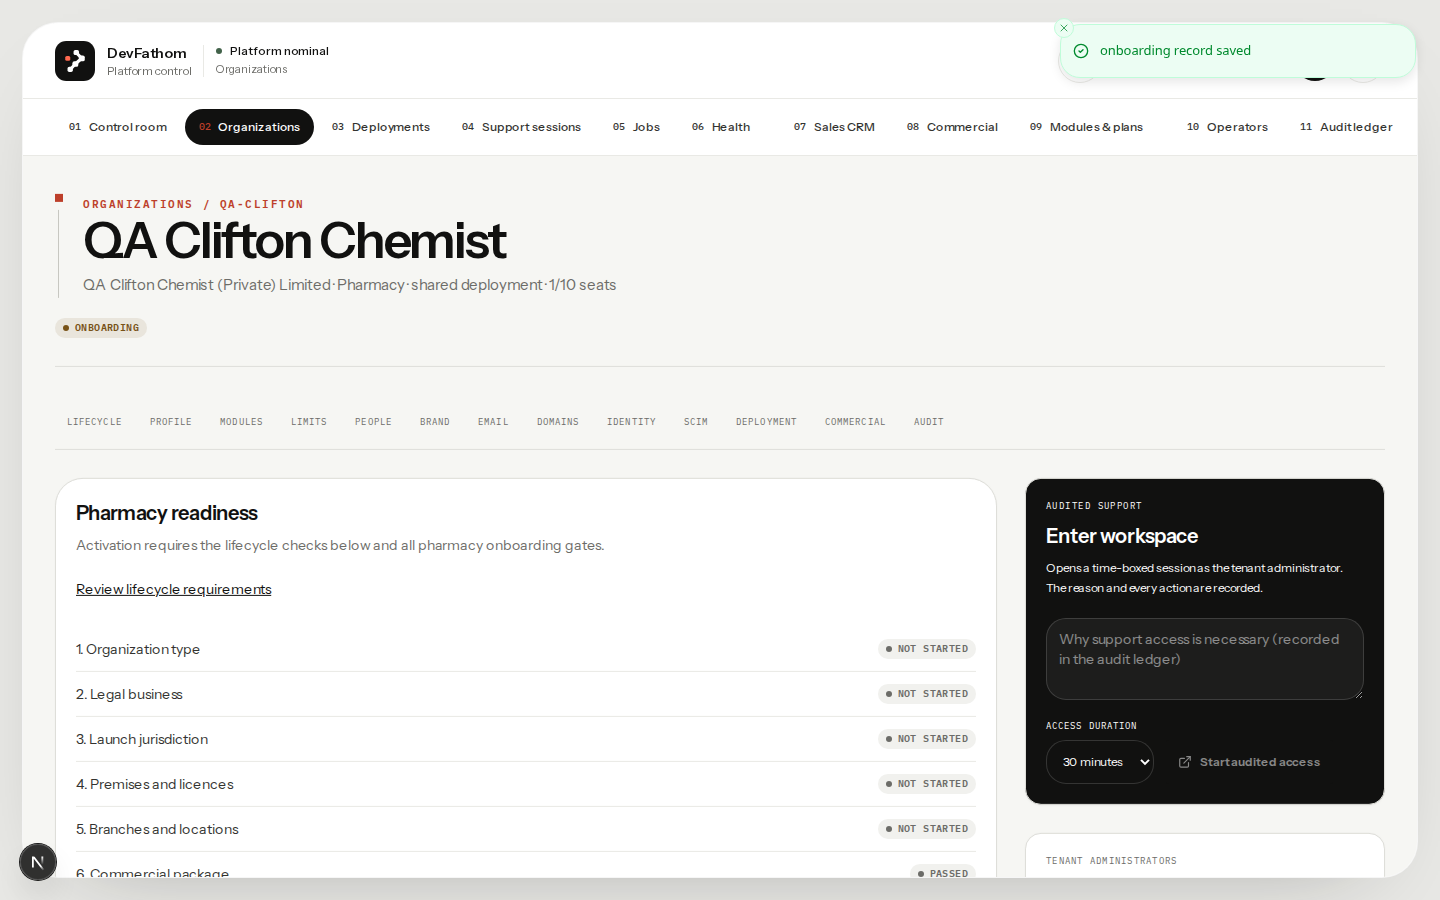 DevFathom
Platform control
Platform nominal
Organizations
onboarding record saved
01 Control room
02 Organizations
03 Deployments
04 Support sessions
05 Jobs
06 Health
07 Sales CRM
08 Commercial
09 Modules & plans
10 Operators
11 Audit ledger
ORGANIZATIONS / QA-CLIFTON
QA Clifton Chemist
QA Clifton Chemist (Private) Limited · Pharmacy · shared deployment · 1/10 seats
ONBOARDING
LIFECYCLE
PROFILE
MODULES
LIMITS
PEOPLE
BRAND
EMAIL
DOMAINS
IDENTITY
SCIM
DEPLOYMENT
COMMERCIAL
AUDIT
Pharmacy readiness
Activation requires the lifecycle checks below and all pharmacy onboarding gates.
Review lifecycle requirements
1. Organization type NOT STARTED
2. Legal business NOT STARTED
3. Launch jurisdiction NOT STARTED
4. Premises and licences NOT STARTED
5. Branches and locations NOT STARTED
6. Commercial package PASSED
AUDITED SUPPORT
Enter workspace
Opens a time-boxed session as the tenant administrator.
The reason and every action are recorded.
Why support access is necessary (recorded
in the audit ledger)
ACCESS DURATION
30 minutes
Start audited access
TENANT ADMINISTRATORS
N